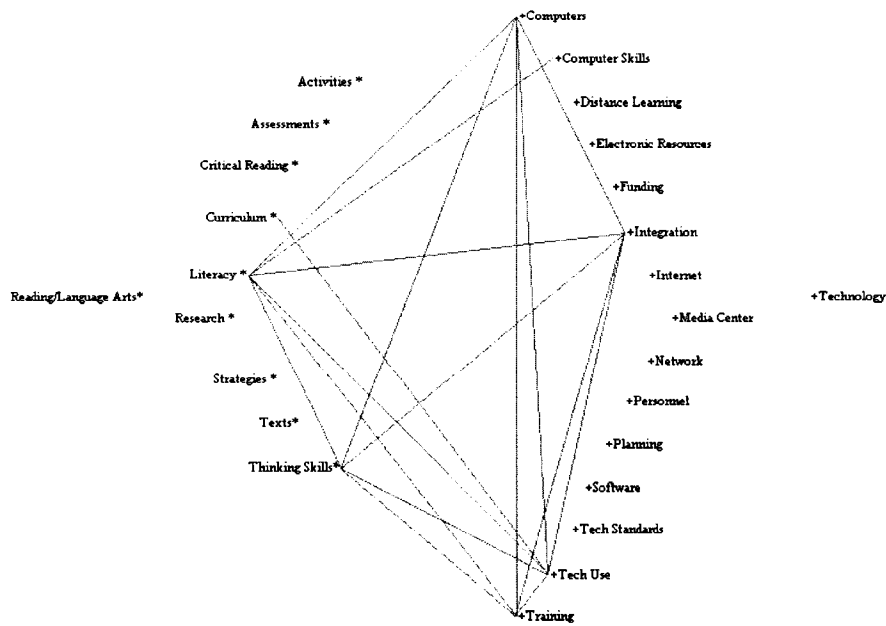 +Computers
+Computer Skills
Activities *
+Distance Learning
Assessments *
+Electronic Resources
Critical Reading *
+Funding
Curriculum *
+Integration
Literacy *
+Internet
Reading/Language Arts*
+Technology
Research *
+Media Center
+Network
Strategies *
+Personnel
Texts*
+Planning
Thinking Skills*
+Software
+Tech Standards
+Tech Use
+Training